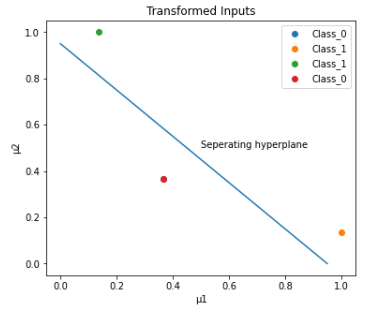 Transformed Inputs
Class_0
Class_1
Class_1
Class_0
Seperating hyperplane
μ2
1.0
0.8
0.6
0.4
0.2
0.0
0.0 0.2 0.4 0.6 0.8 1.0
μ1